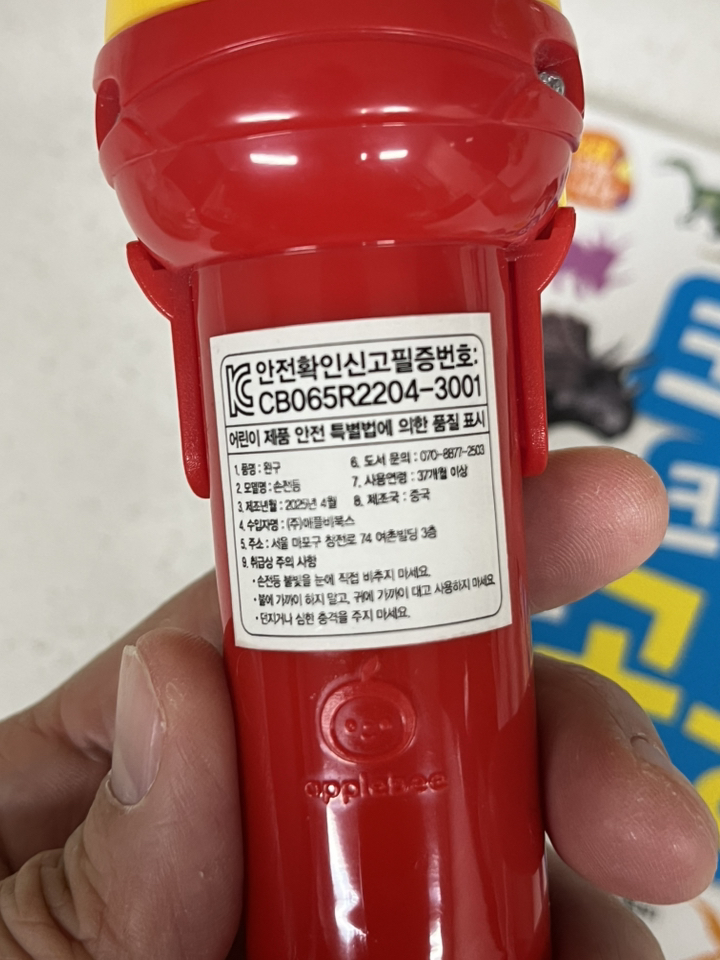 KC 안전확인신고필증번호:
CB065R2204-3001
어린이 제품 안전 특별법에 의한 품질 표시
1. 품명 : 완구
2. 모델명 : 손전등
3. 제조년월 : 2025년 4월
4. 수입자명 : (주)애플비북스
5. 주소 : 서울 마포구 창전로 74 여촌빌딩 3층
6. 도서 문의 : 070-8877-2503
7. 사용연령 : 37개월 이상
8. 제조국 : 중국
9. 취급상 주의 사항
• 손전등 불빛을 눈에 직접 비추지 마세요.
• 불에 가까이 하지 말고, 귀에 가까이 대고 사용하지 마세요.
• 던지거나 심한 충격을 주지 마세요.
applebee